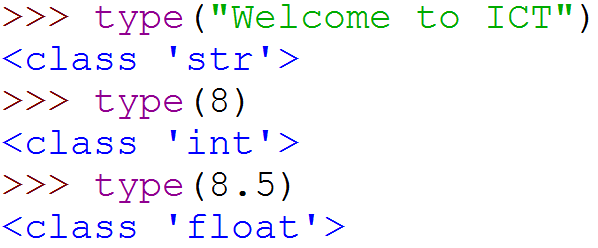 >>> type("Welcome to ICT")
<class 'str'>
>>> type(8)
<class 'int'>
>>> type(8.5)
<class 'float'>